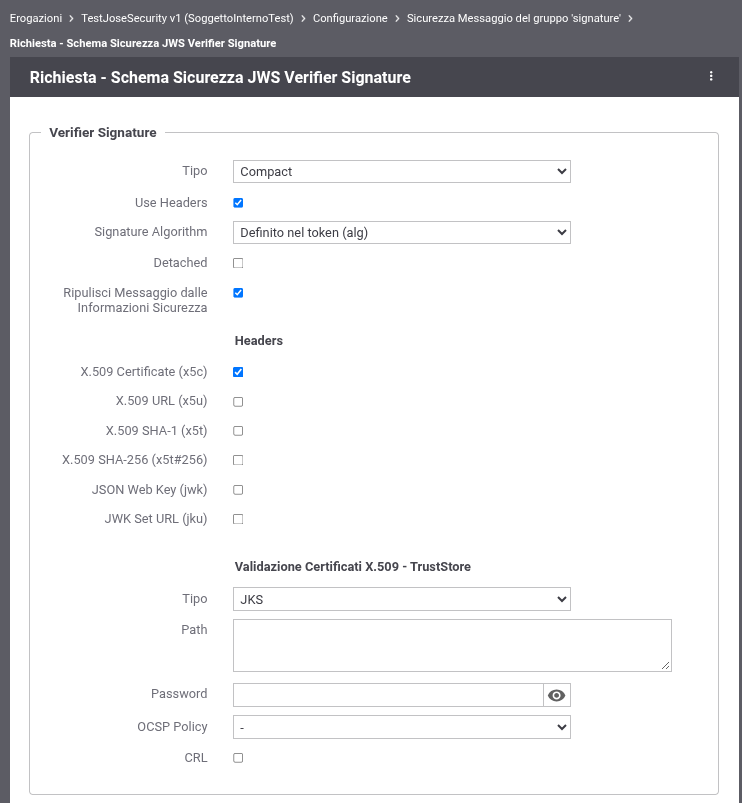 Erogazioni > TestJoseSecurity v1 (SoggettoInternoTest) > Configurazione > Sicurezza Messaggio del gruppo 'signature' >
Richiesta - Schema Sicurezza JWS Verifier Signature
Richiesta - Schema Sicurezza JWS Verifier Signature
Verifier Signature
Tipo Compact
Use Headers
Signature Algorithm Definito nel token (alg)
Detached
Ripulisci Messaggio dalle
Informazioni Sicurezza
Headers
X.509 Certificate (x5c)
X.509 URL (x5u)
X.509 SHA-1 (x5t)
X.509 SHA-256 (x5t#256)
JSON Web Key (jwk)
JWK Set URL (jku)
Validazione Certificati X.509 - TrustStore
Tipo JKS
Path
Password
OCSP Policy -
CRL